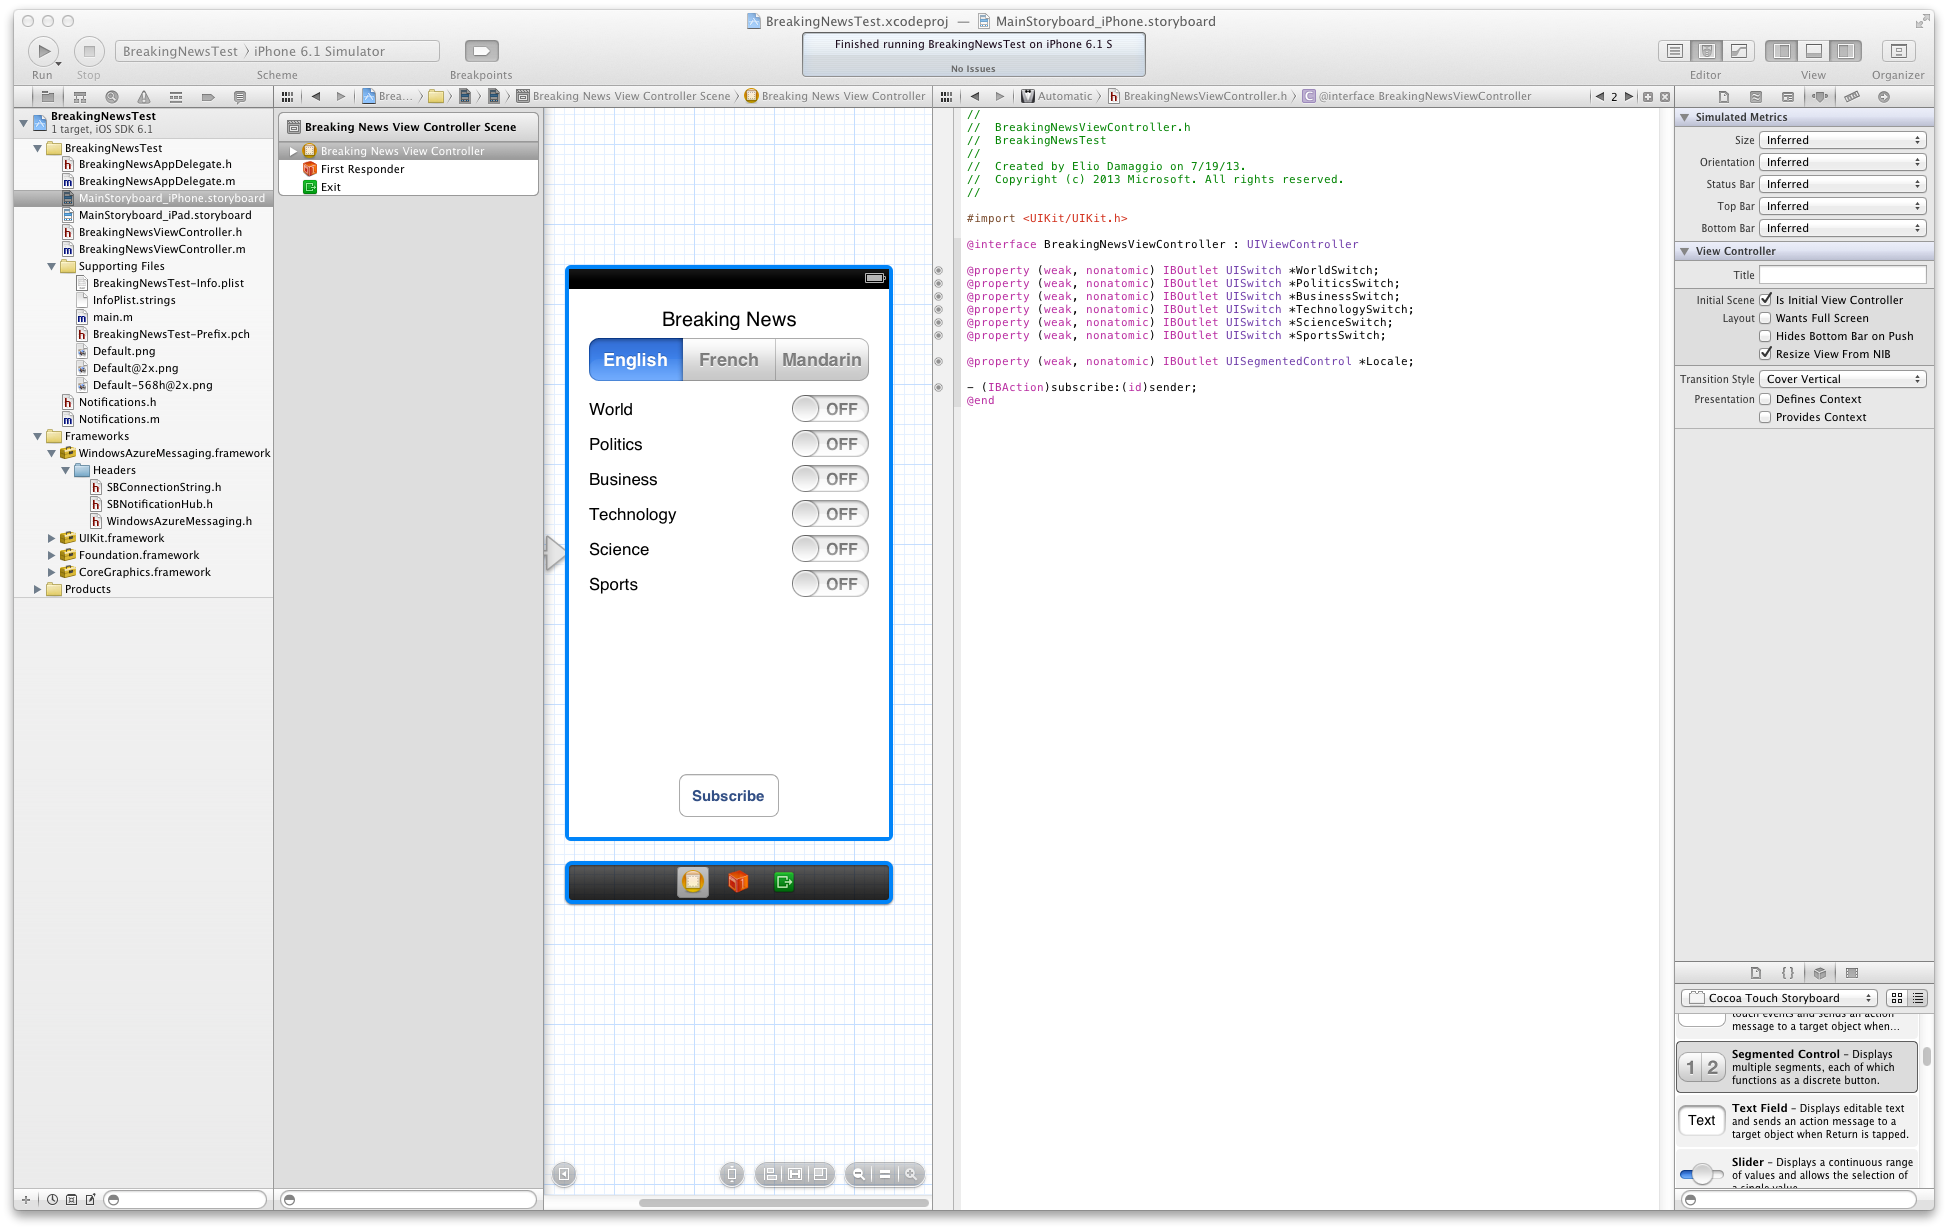 BreakingNewsTest.xcodeproj — MainStoryboard_iPhone.storyboard
BreakingNewsTest 〉iPhone 6.1 Simulator
Finished running BreakingNewsTest on iPhone 6.1 S
No Issues
Run
Stop
Scheme
Breakpoints
Editor
View
Organizer
Brea...
Breaking News View Controller Scene
Breaking News View Controller
Automatic
BreakingNewsViewController.h
@interface BreakingNewsViewController
2
BreakingNewsTest
1 target, iOS SDK 6.1
BreakingNewsTest
BreakingNewsAppDelegate.h
BreakingNewsAppDelegate.m
MainStoryboard_iPhone.storyboard
MainStoryboard_iPad.storyboard
BreakingNewsViewController.h
BreakingNewsViewController.m
Supporting Files
BreakingNewsTest-Info.plist
InfoPlist.strings
main.m
BreakingNewsTest-Prefix.pch
Default.png
Default@2x.png
Default-568h@2x.png
Notifications.h
Notifications.m
Frameworks
WindowsAzureMessaging.framework
Headers
SBConnectionString.h
SBNotificationHub.h
WindowsAzureMessaging.h
UIKit.framework
Foundation.framework
CoreGraphics.framework
Products
Breaking News View Controller Scene
Breaking News View Controller
First Responder
Exit
Breaking News
English French Mandarin
World OFF
Politics OFF
Business OFF
Technology OFF
Science OFF
Sports OFF
Subscribe
//
// BreakingNewsViewController.h
// BreakingNewsTest
//
// Created by Elio Damaggio on 7/19/13.
// Copyright (c) 2013 Microsoft. All rights reserved.
//
#import <UIKit/UIKit.h>
@interface BreakingNewsViewController : UIViewController
@property (weak, nonatomic) IBOutlet UISwitch *WorldSwitch;
@property (weak, nonatomic) IBOutlet UISwitch *PoliticsSwitch;
@property (weak, nonatomic) IBOutlet UISwitch *BusinessSwitch;
@property (weak, nonatomic) IBOutlet UISwitch *TechnologySwitch;
@property (weak, nonatomic) IBOutlet UISwitch *ScienceSwitch;
@property (weak, nonatomic) IBOutlet UISwitch *SportsSwitch;
@property (weak, nonatomic) IBOutlet UISegmentedControl *Locale;
- (IBAction)subscribe:(id)sender;
@end
Simulated Metrics
Size Inferred
Orientation Inferred
Status Bar Inferred
Top Bar Inferred
Bottom Bar Inferred
View Controller
Title
Initial Scene Is Initial View Controller
Layout Wants Full Screen
Hides Bottom Bar on Push
Resize View From NIB
Transition Style Cover Vertical
Presentation Defines Context
Provides Context
{ }
Cocoa Touch Storyboard
touch events and sends an action
message to a target object when...
1 2
Segmented Control – Displays
multiple segments, each of which
functions as a discrete button.
Text
Text Field – Displays editable text
and sends an action message to a
target object when Return is tapped.
Slider – Displays a continuous range
of values and allows the selection of
a single value